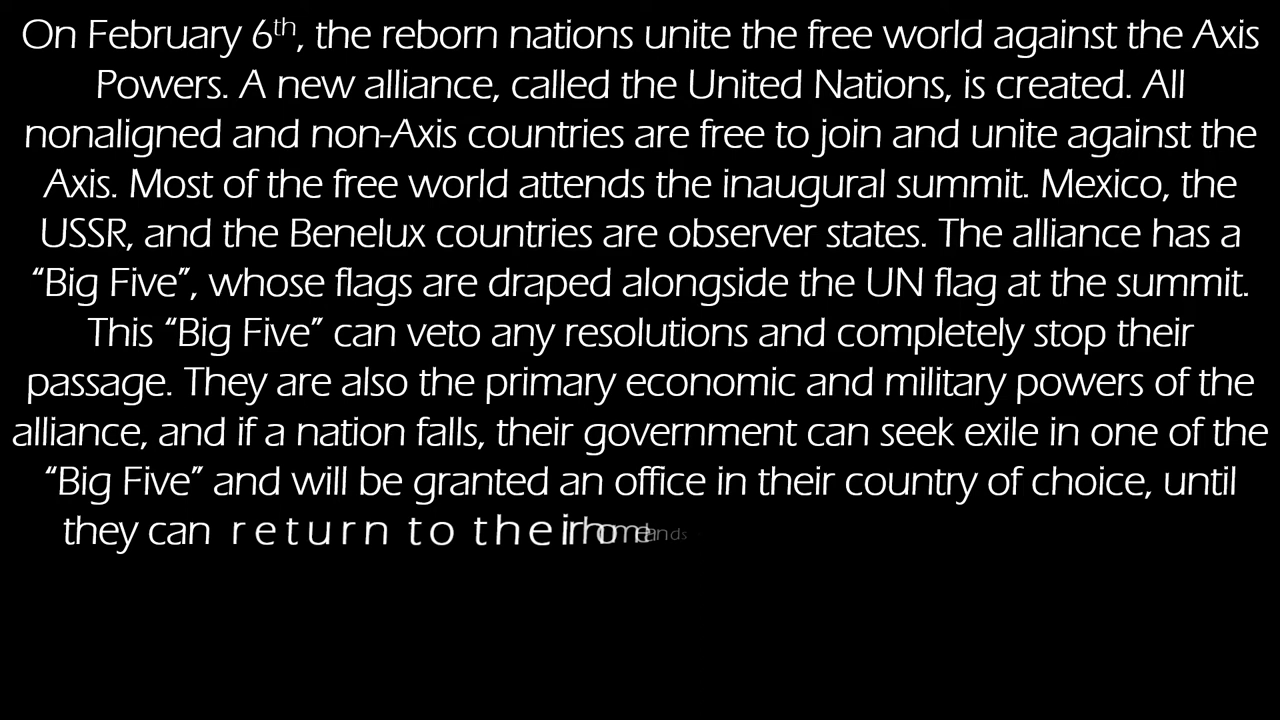 On February 6th, the reborn nations unite the free world against the Axis
Powers. A new alliance, called the United Nations, is created. All
nonaligned and non-Axis countries are free to join and unite against the
Axis. Most of the free world attends the inaugural summit. Mexico, the
USSR, and the Benelux countries are observer states. The alliance has a
“Big Five”, whose flags are draped alongside the UN flag at the summit.
This “Big Five” can veto any resolutions and completely stop their
passage. They are also the primary economic and military powers of the
alliance, and if a nation falls, their government can seek exile in one of the
“Big Five” and will be granted an office in their country of choice, until
they can return to their homelands